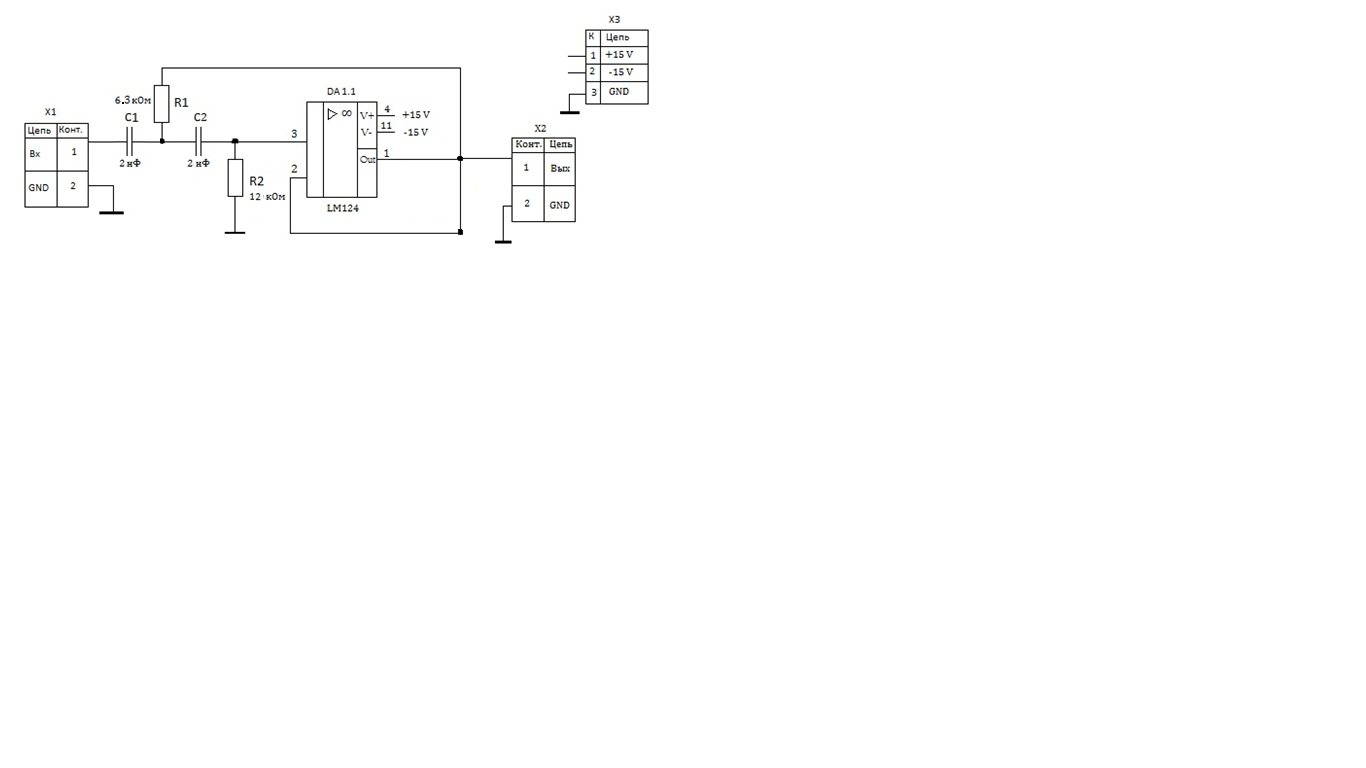 X3
К Цепь
1 +15 V
2 -15 V
3 GND
X1
Цепь Конт.
Вх 1
GND 2
6.3 кОм R1
C1
2 нФ
C2
2 нФ
R2
12 кОм
DA 1.1
3
2
▷ ∞
V+ 4 +15 V
V- 11 -15 V
Out 1
LM124
X2
Конт. Цепь
1 Вых
2 GND